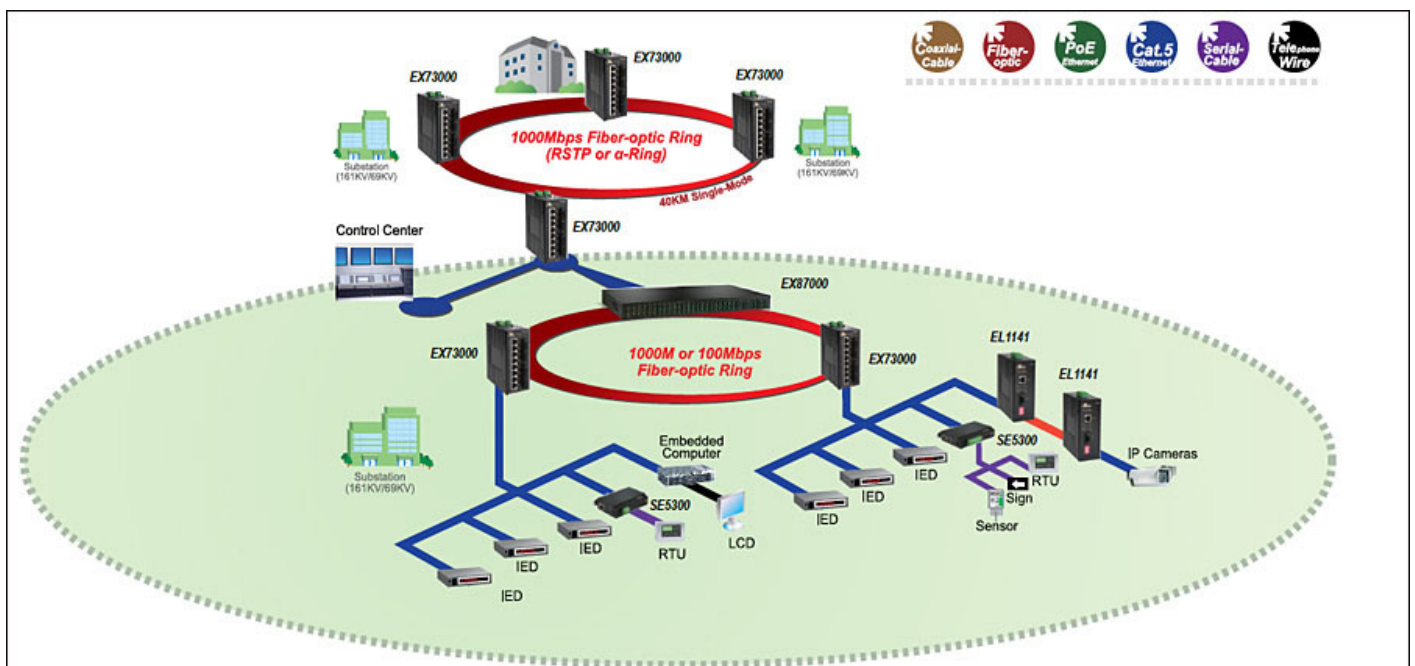 Coaxial-
Cable
Fiber-
optic
PoE
Ethernet
Cat.5
Ethernet
Serial-
Cable
Telephone
Wire
EX73000
EX73000
EX73000
1000Mbps Fiber-optic Ring
(RSTP or α-Ring)
Substation
(161KV/69KV)
Substation
(161KV/69KV)
40KM Single-Mode
EX73000
Control Center
EX87000
EX73000
1000M or 100Mbps
Fiber-optic Ring
EX73000
EL1141
EL1141
Substation
(161KV/69KV)
Embedded
Computer
SE5300
IED
IED
IED
RTU
LCD
SE5300
IED
IED
IED
RTU
Sign
Sensor
IP Cameras